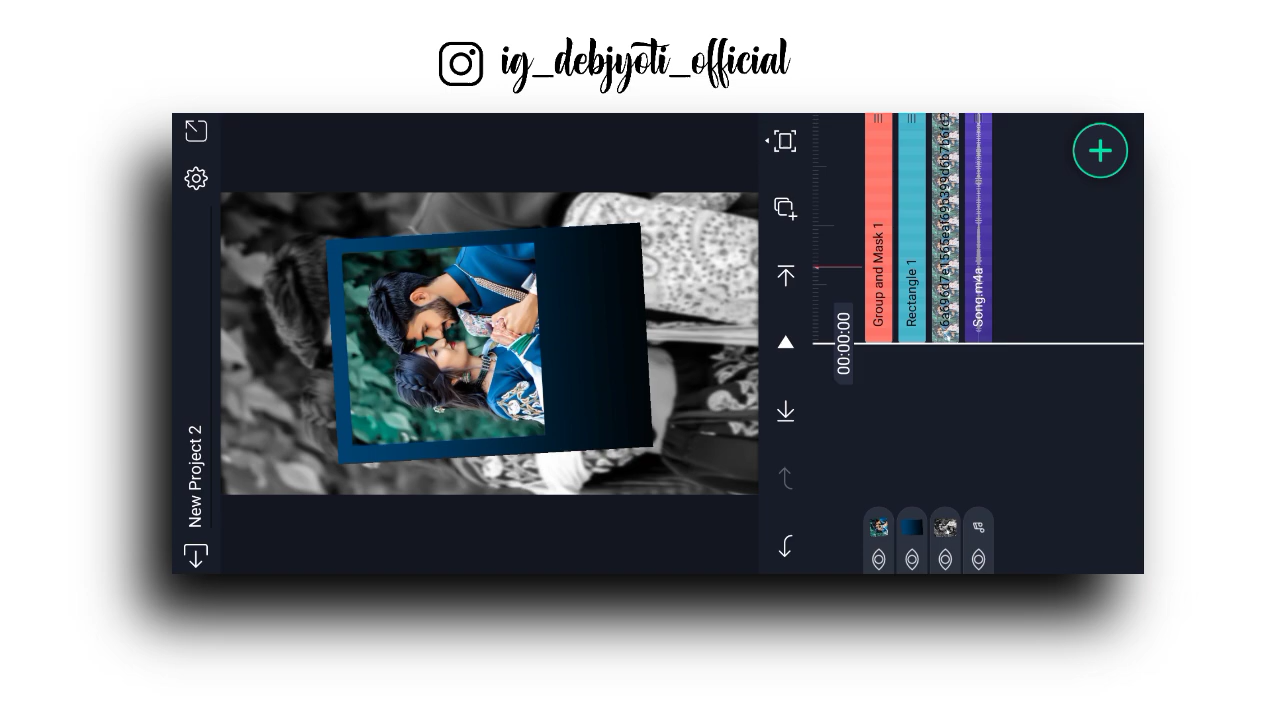 ig_debjyoti_official
New Project 2
00:00:00
Group and Mask 1
Rectangle 1
Song.m4a